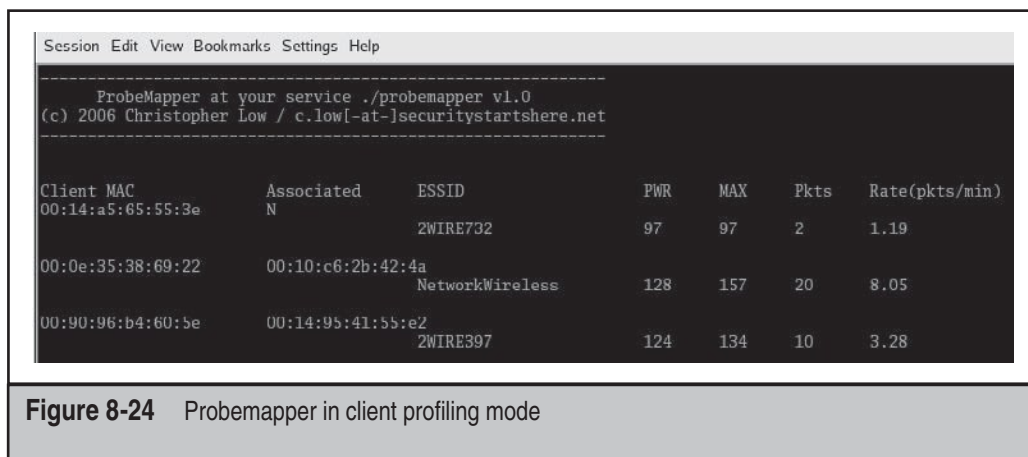 Session Edit View Bookmarks Settings Help
------------------------------------------------------------
ProbeMapper at your service ./probemapper v1.0
(c) 2006 Christopher Low / c.low[-at-]securitystartshere.net
------------------------------------------------------------
Client MAC Associated ESSID PWR MAX Pkts Rate(pkts/min)
00:14:a5:65:55:3e N
2WIRE732 97 97 2 1.19
00:0e:35:38:69:22 00:10:c6:2b:42:4a
NetworkWireless 128 157 20 8.05
00:90:96:b4:60:5e 00:14:95:41:55:e2
2WIRE397 124 134 10 3.28
Figure 8-24 Probemapper in client profiling mode